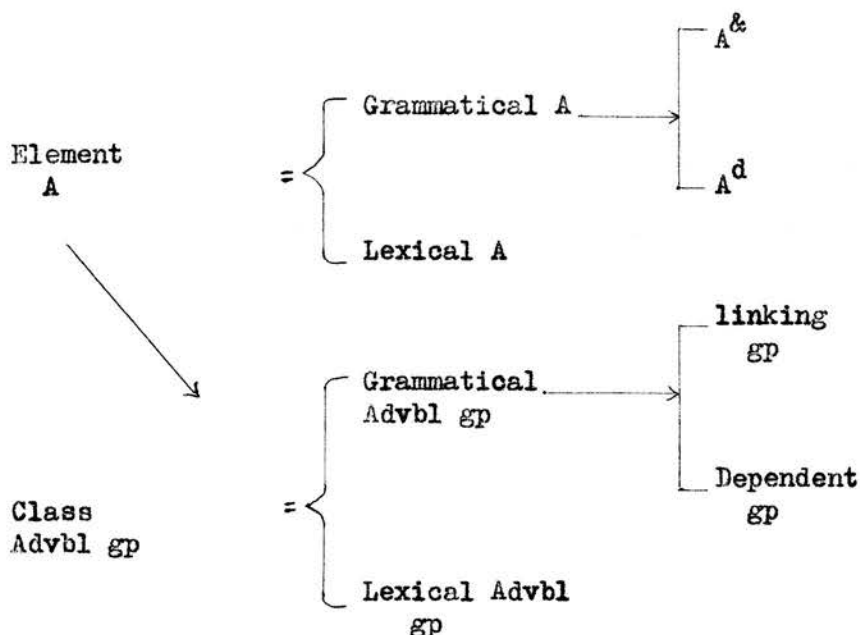 A&
Grammatical A
Element
A
=
A^d
Lexical A
linking
gp
Grammatical
Advbl gp
Dependent
gp
Class
Advbl gp
=
Lexical Advbl
gp